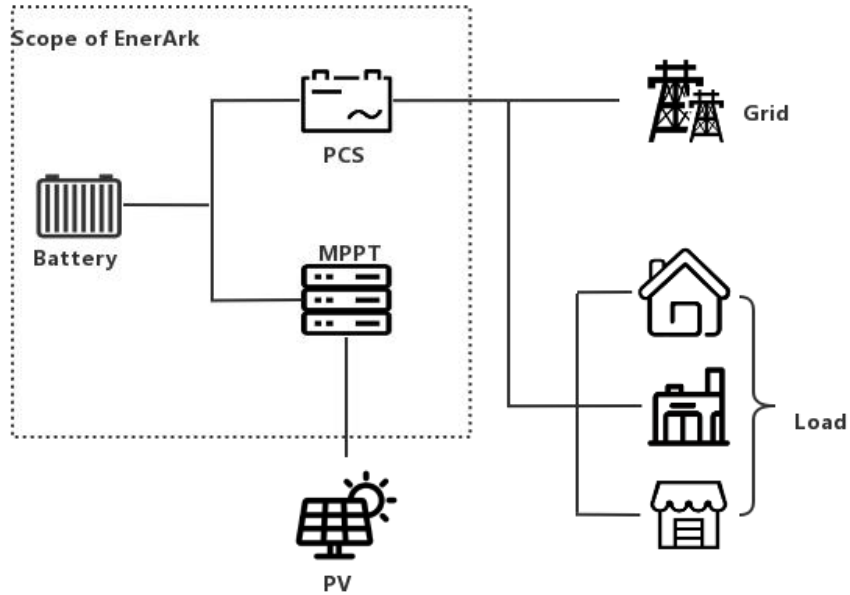 Scope of EnerArk
PCS
Grid
Battery
MPPT
Load
PV